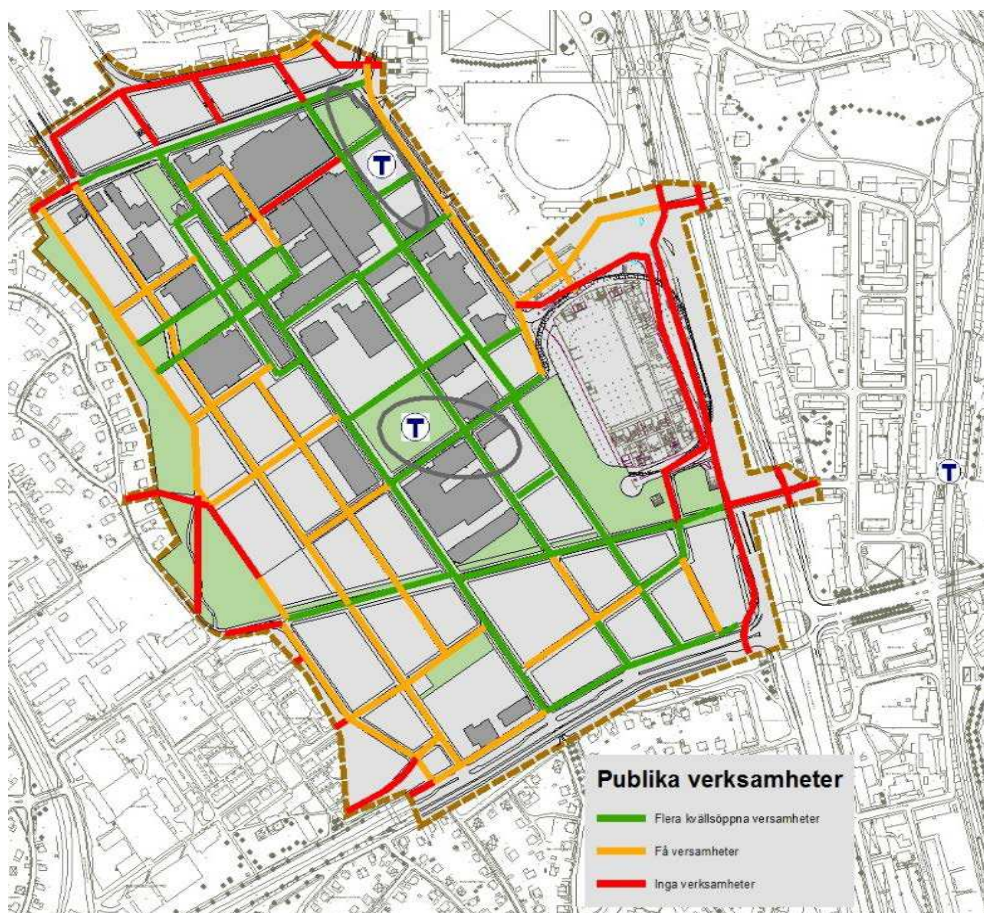 T
T
T
Publika verksamheter
Flera kvällsöppna versamheter
Få versamheter
Inga verksamheter